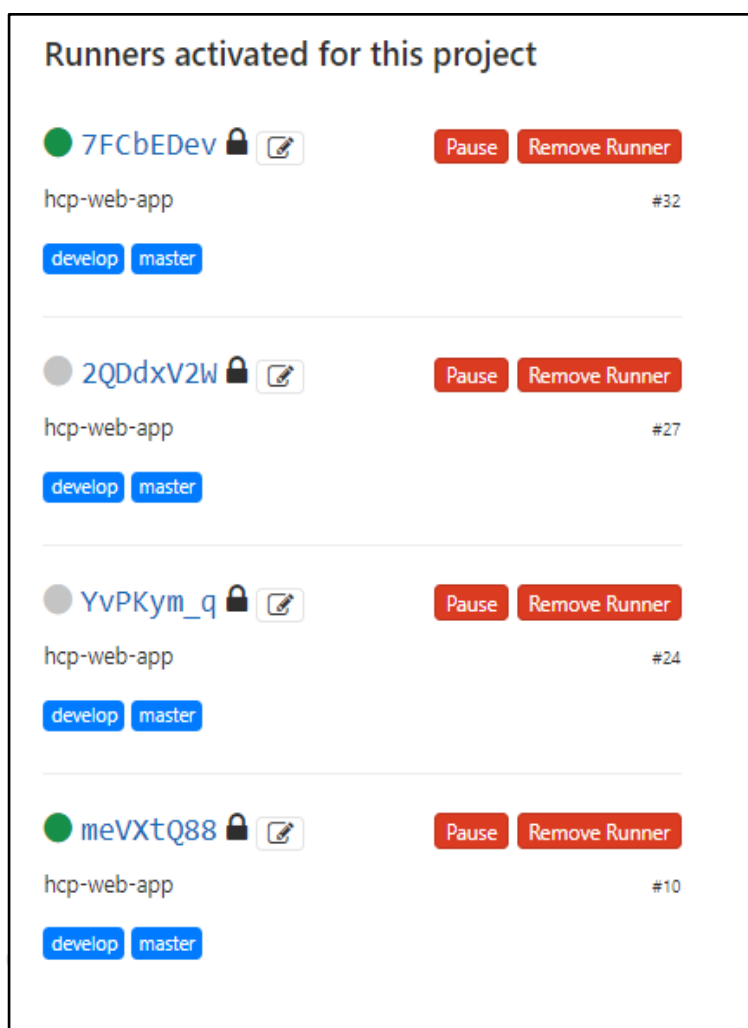 Runners activated for this project
7FCbEDev Pause Remove Runner
hcp-web-app #32
develop master
2QDdxV2W Pause Remove Runner
hcp-web-app #27
develop master
YvPKym_q Pause Remove Runner
hcp-web-app #24
develop master
meVXtQ88 Pause Remove Runner
hcp-web-app #10
develop master